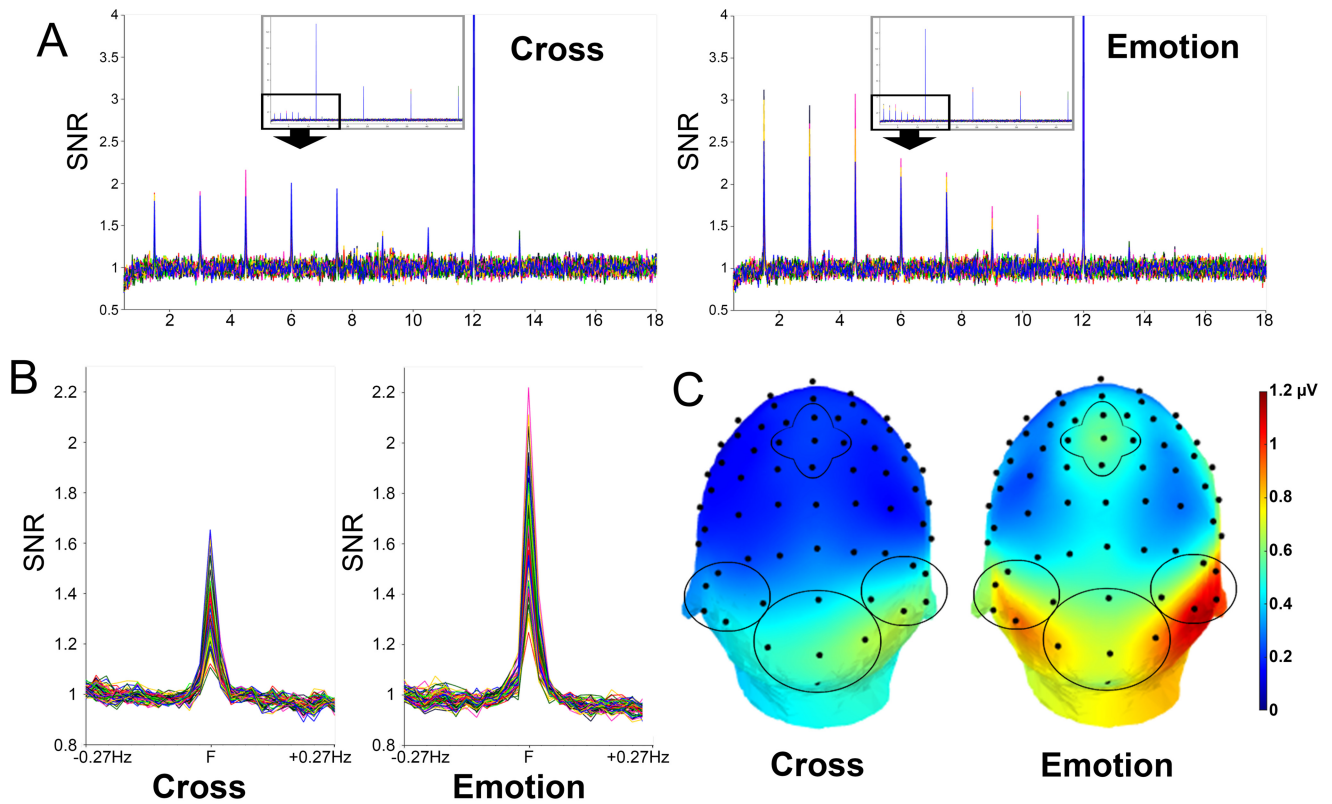 A
Cross
Emotion
SNR
4
3.5
3
2.5
2
1.5
1
0.5
2 4 6 8 10 12 14 16 18
SNR
4
3.5
3
2.5
2
1.5
1
0.5
2 4 6 8 10 12 14 16 18
B
SNR
2.2
2
1.8
1.6
1.4
1.2
1
0.8
-0.27Hz F +0.27Hz
Cross
SNR
2.2
2
1.8
1.6
1.4
1.2
1
0.8
-0.27Hz F +0.27Hz
Emotion
C
1.2 µV
1
0.8
0.6
0.4
0.2
0
Cross
Emotion